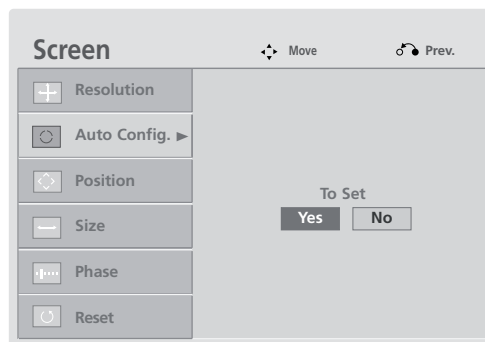 Screen Move Prev.
Resolution
Auto Config.
Position
To Set
Size Yes No
Phase
Reset